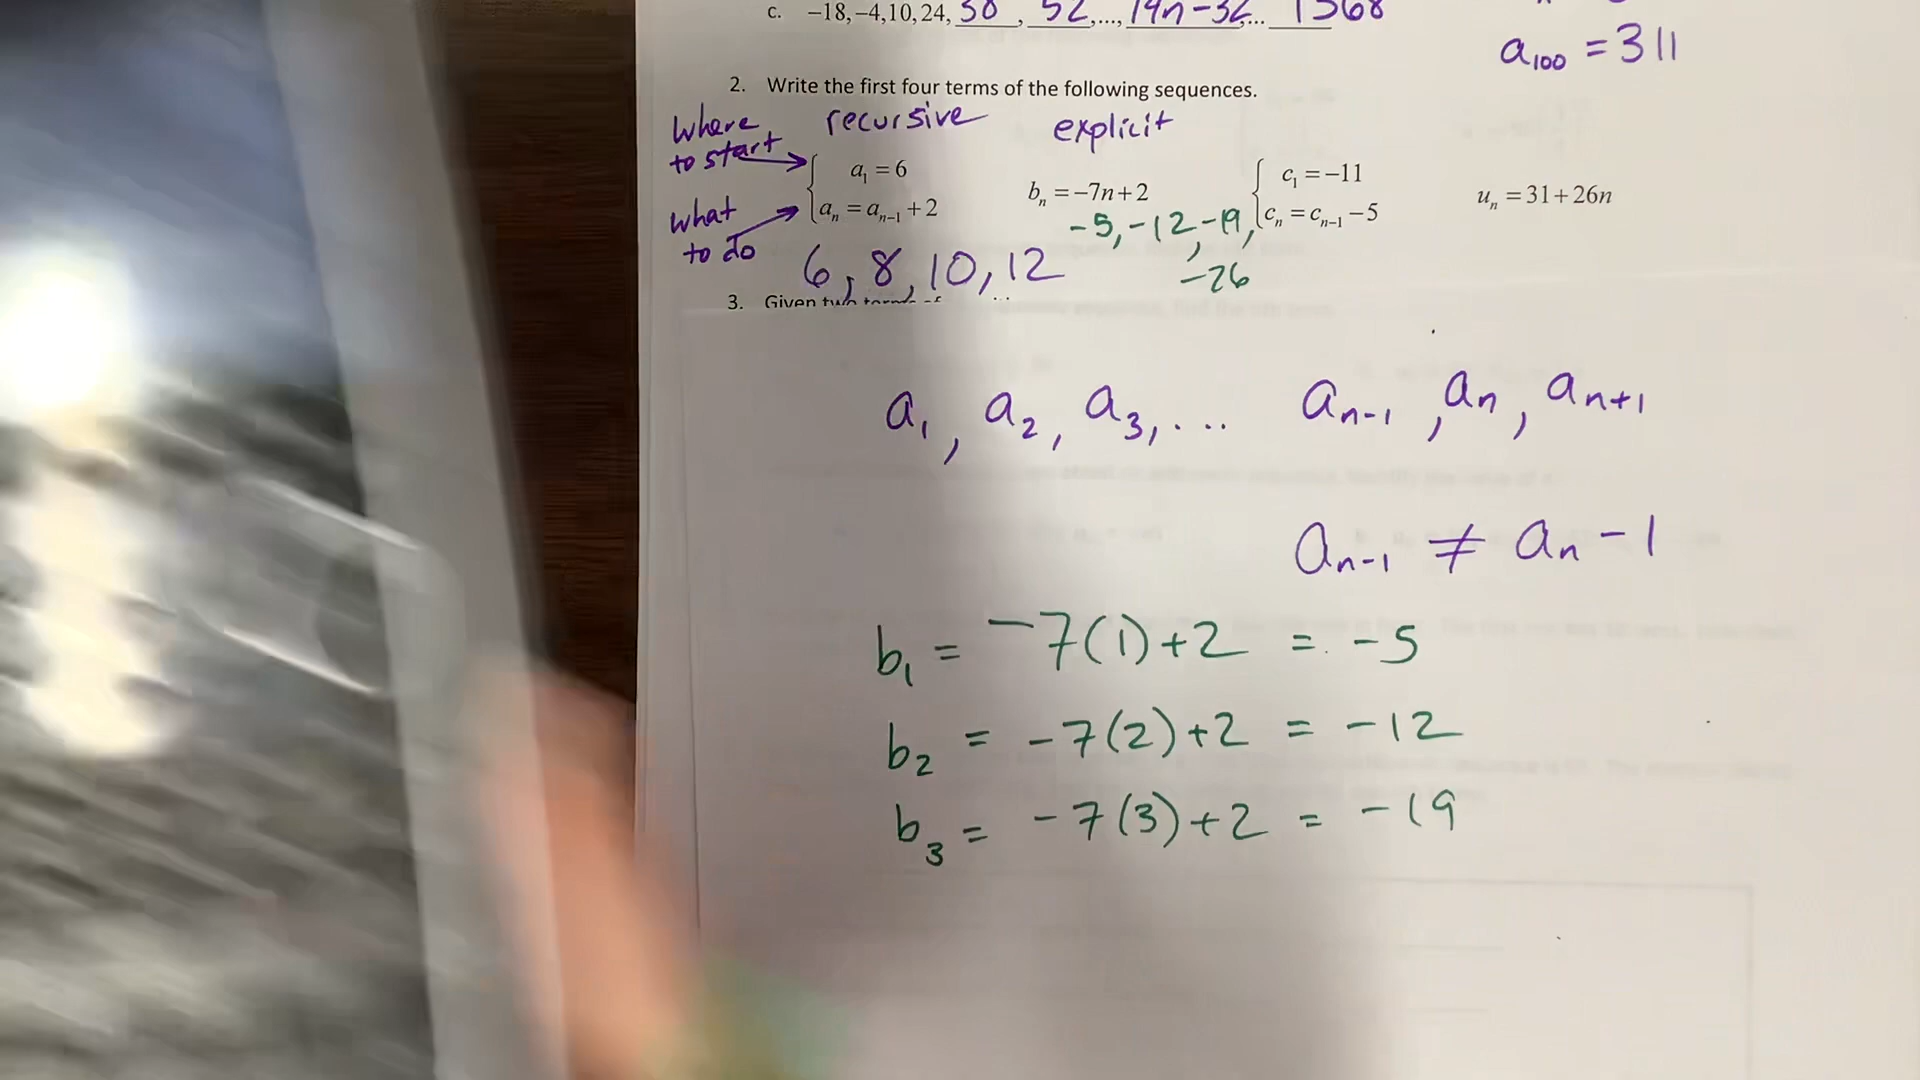 c. −18, −4, 10, 24, 38, 52, ..., 14n−32, ... 1368
a₁₀₀ = 311
2. Write the first four terms of the following sequences.
where to start recursive explicit
a₁ = 6
aₙ = aₙ₋₁ + 2
bₙ = −7n + 2
c₁ = −11
cₙ = cₙ₋₁ − 5
uₙ = 31 + 26n
what to do
−5, −12, −19,
−26
6, 8, 10, 12
3. Given two terms of
a₁, a₂, a₃, ... aₙ₋₁, aₙ, aₙ₊₁
aₙ₋₁ ≠ aₙ − 1
b₁ = −7(1)+2 = −5
b₂ = −7(2)+2 = −12
b₃ = −7(3)+2 = −19